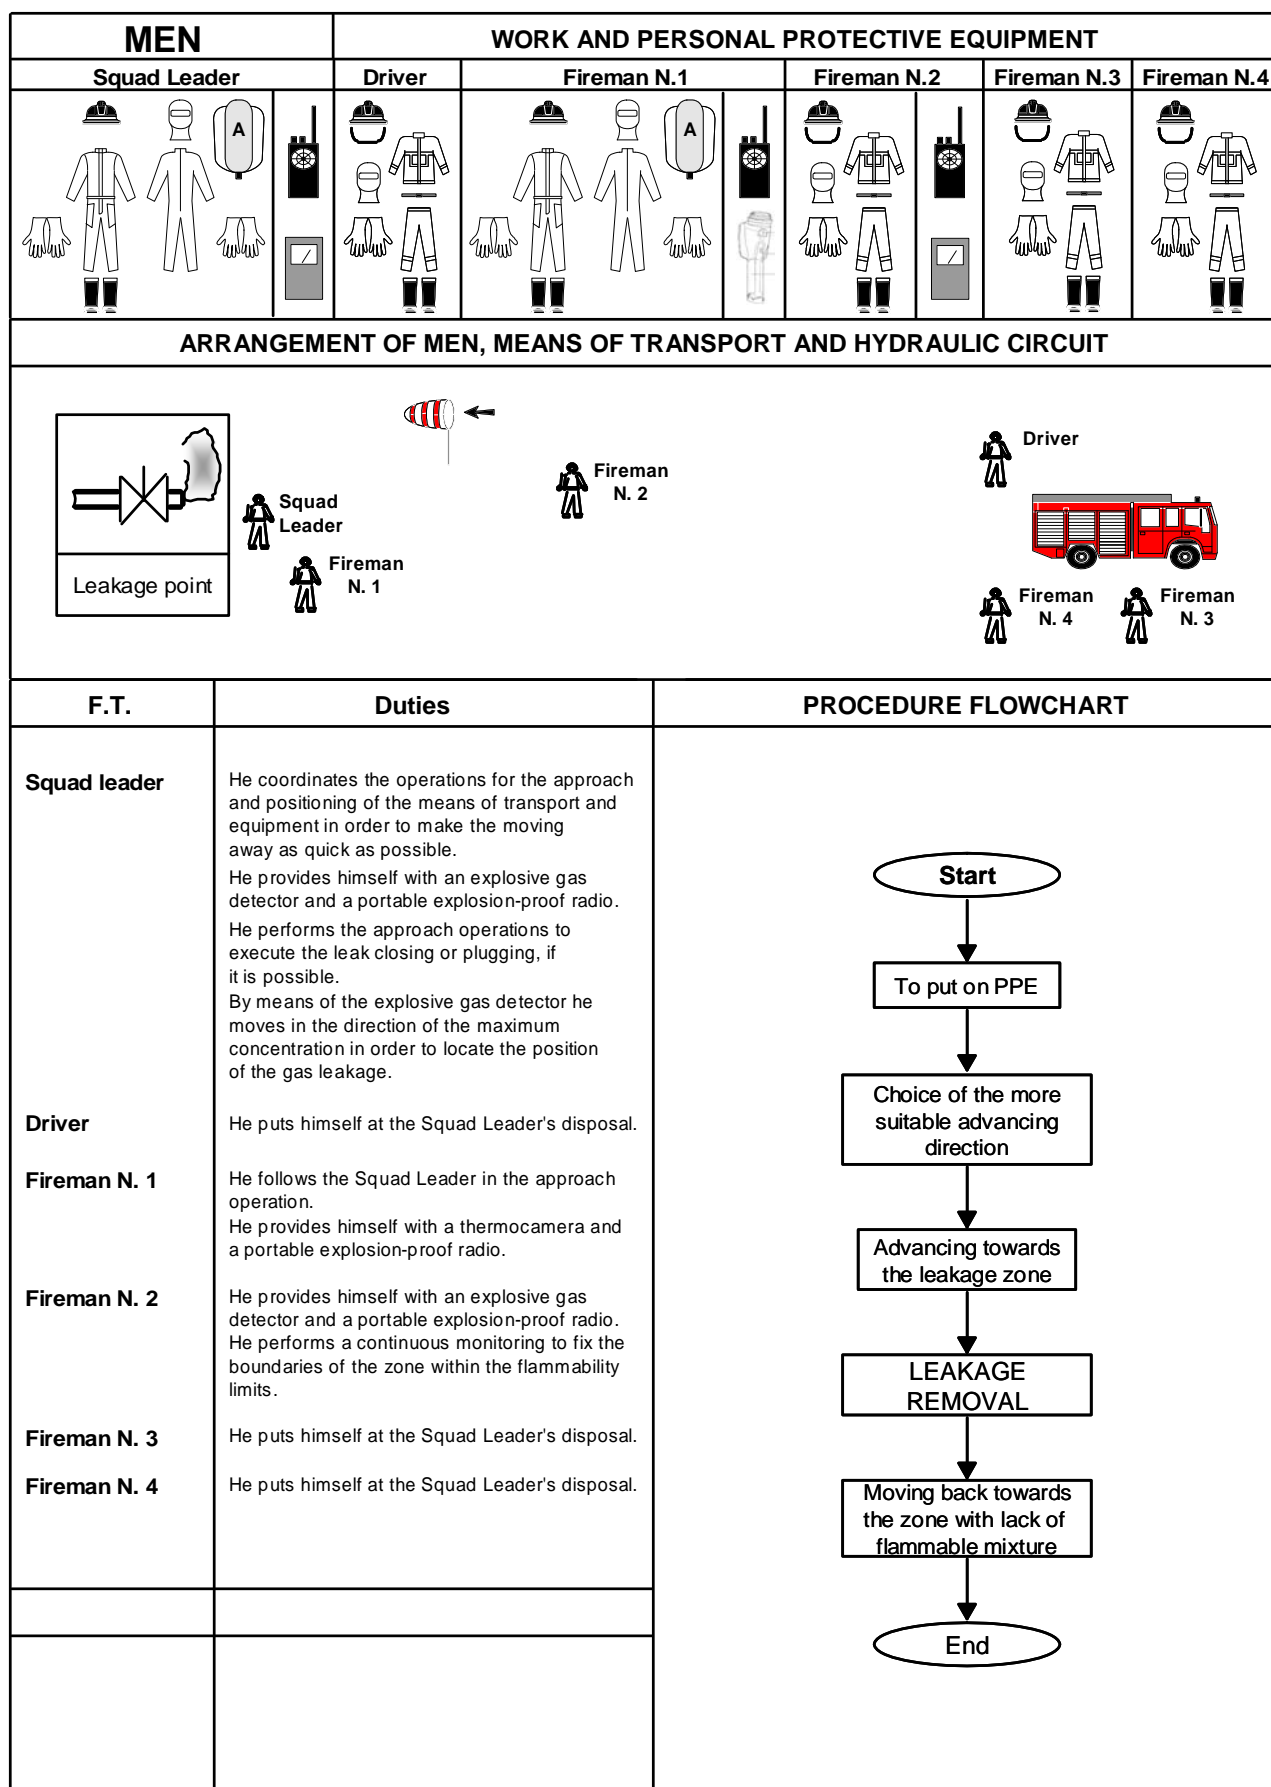 MEN
WORK AND PERSONAL PROTECTIVE EQUIPMENT
Squad Leader
Driver
Fireman N.1
Fireman N.2
Fireman N.3
Fireman N.4
A
A
ARRANGEMENT OF MEN, MEANS OF TRANSPORT AND HYDRAULIC CIRCUIT
Leakage point
Squad
Leader
Fireman
N. 1
Fireman
N. 2
Driver
Fireman
N. 4
Fireman
N. 3
F.T.
Duties
PROCEDURE FLOWCHART
Squad leader
He coordinates the operations for the approach
and positioning of the means of transport and
equipment in order to make the moving
away as quick as possible.
He provides himself with an explosive gas
detector and a portable explosion-proof radio.
He performs the approach operations to
execute the leak closing or plugging, if
it is possible.
By means of the explosive gas detector he
moves in the direction of the maximum
concentration in order to locate the position
of the gas leakage.
Driver
He puts himself at the Squad Leader's disposal.
Fireman N. 1
He follows the Squad Leader in the approach
operation.
He provides himself with a thermocamera and
a portable explosion-proof radio.
Fireman N. 2
He provides himself with an explosive gas
detector and a portable explosion-proof radio.
He performs a continuous monitoring to fix the
boundaries of the zone within the flammability
limits.
Fireman N. 3
He puts himself at the Squad Leader's disposal.
Fireman N. 4
He puts himself at the Squad Leader's disposal.
Start
To put on PPE
Choice of the more
suitable advancing
direction
Advancing towards
the leakage zone
LEAKAGE
REMOVAL
Moving back towards
the zone with lack of
flammable mixture
End